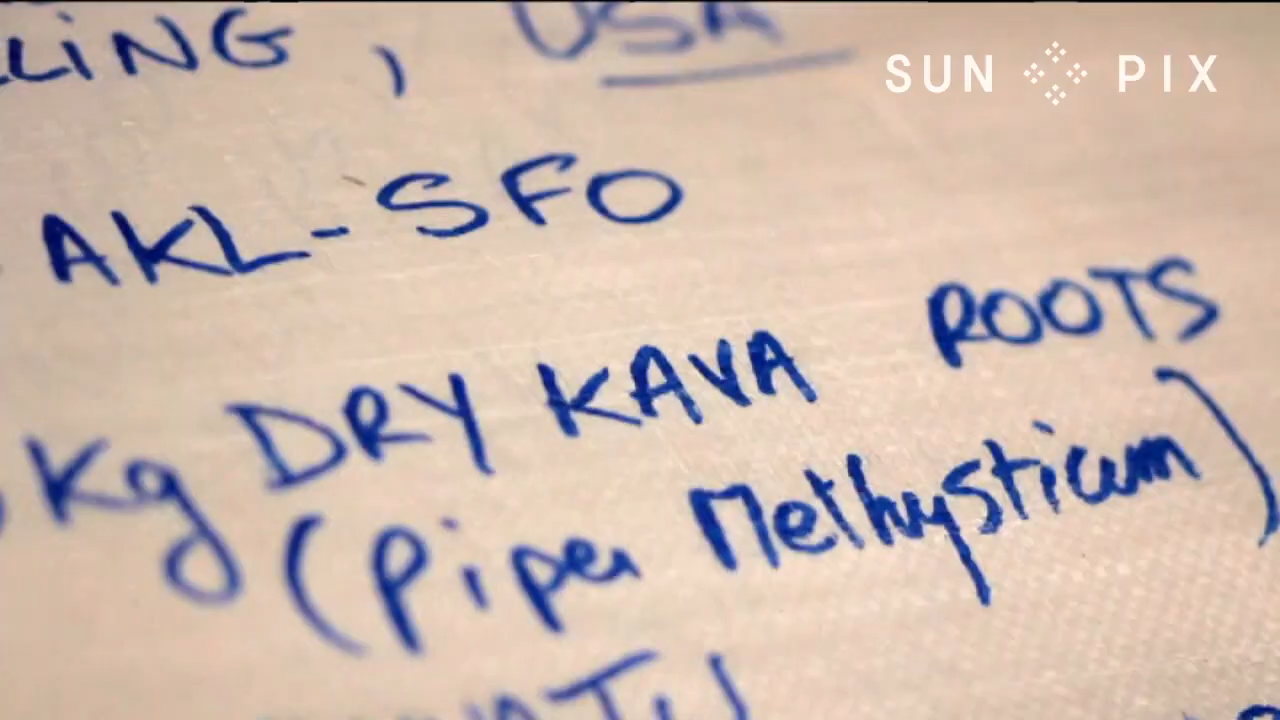 LiNG, USA
SUN PIX
AKL-SFO
Kg DRY KAVA ROOTS
(Piper Methysticum)